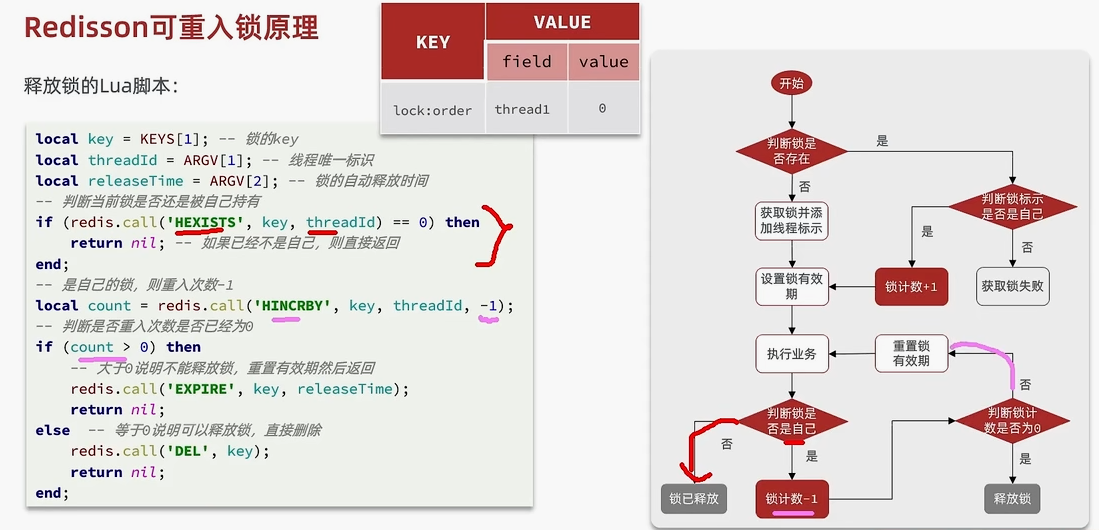 Redisson可重入锁原理
释放锁的Lua脚本：
KEY
VALUE
field
value
lock:order
thread1
0
local key = KEYS[1]; -- 锁的key
local threadId = ARGV[1]; -- 线程唯一标识
local releaseTime = ARGV[2]; -- 锁的自动释放时间
-- 判断当前锁是否还是被自己持有
if (redis.call('HEXISTS', key, threadId) == 0) then
return nil; -- 如果已经不是自己，则直接返回
end;
-- 是自己的锁，则重入次数-1
local count = redis.call('HINCRBY', key, threadId, -1);
-- 判断是否重入次数是否已经为0
if (count > 0) then
-- 大于0说明不能释放锁，重置有效期然后返回
redis.call('EXPIRE', key, releaseTime);
return nil;
else -- 等于0说明可以释放锁，直接删除
redis.call('DEL', key);
return nil;
end;
开始
判断锁是
否存在
是
否
获取锁并添
加线程标示
判断锁标示
是否是自己
是
否
设置锁有效
期
锁计数+1
获取锁失败
执行业务
重置锁
有效期
否
判断锁是
否是自己
判断锁计
数是否为0
否
是
是
锁已释放
锁计数-1
释放锁